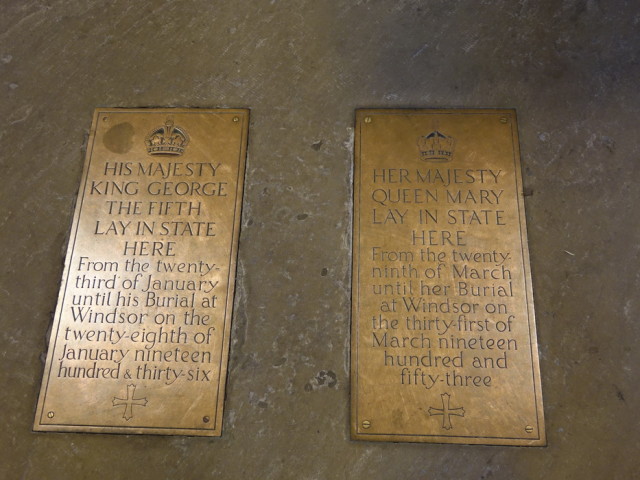 HIS MAJESTY
KING GEORGE
THE FIFTH
LAY IN STATE
HERE
From the twenty-
third of January
until his Burial at
Windsor on the
twenty-eighth of
January nineteen
hundred & thirty-six
HER MAJESTY
QUEEN MARY
LAY IN STATE
HERE
From the twenty-
ninth of March
until her Burial
at Windsor on
the thirty-first of
March nineteen
hundred and
fifty-three